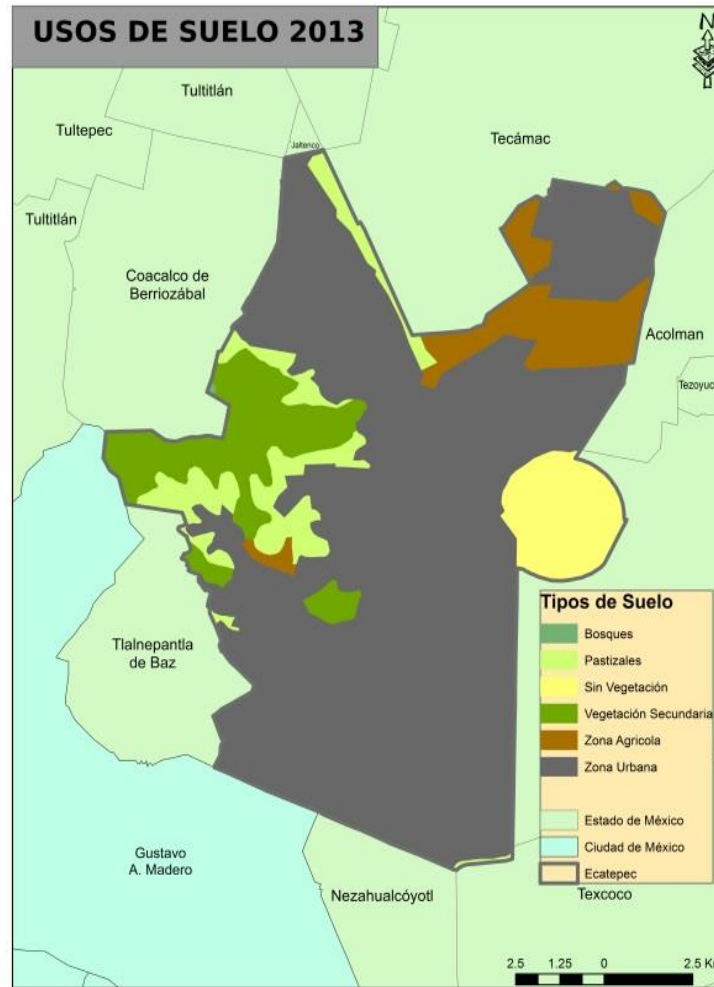 USOS DE SUELO 2013
N
Tultitlán
Tultepec
Jaltenco
Tecámac
Tultitlán
Coacalco de
Berriozábal
Acolman
Tezoyuc
Tipos de Suelo
Bosques
Pastizales
Sin Vegetación
Vegetación Secundaria
Zona Agricola
Zona Urbana
Estado de México
Ciudad de México
Ecatepec
Tlalnepantla
de Baz
Gustavo
A. Madero
Nezahualcóyotl
Texcoco
2.5 1.25 0 2.5 K